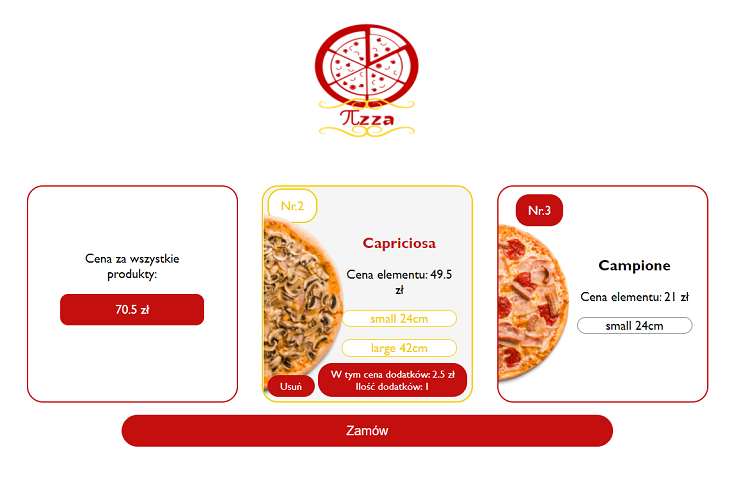 πzza
Cena za wszystkie
produkty:
70.5 zł
Nr.2
Capriciosa
Cena elementu: 49.5
zł
small 24cm
large 42cm
Usuń
W tym cena dodatków: 2.5 zł
Ilość dodatków: 1
Nr.3
Campione
Cena elementu: 21 zł
small 24cm
Zamów